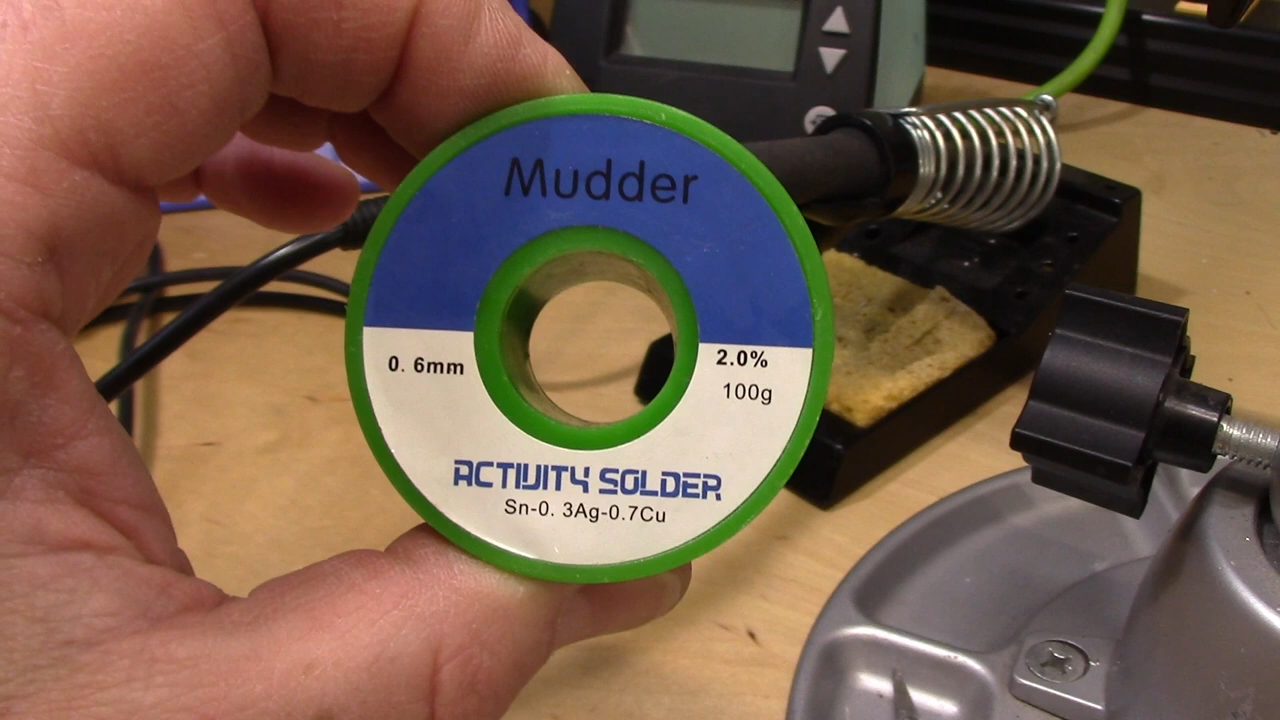 Mudder
0. 6mm
2.0%
100g
ACTIVITY SOLDER
Sn-0. 3Ag-0.7Cu